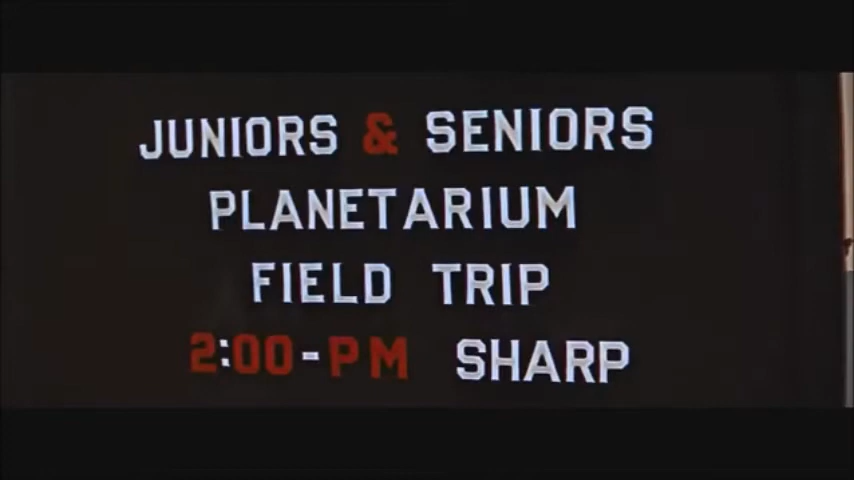 JUNIORS & SENIORS
PLANETARIUM
FIELD TRIP
2:00-PM SHARP